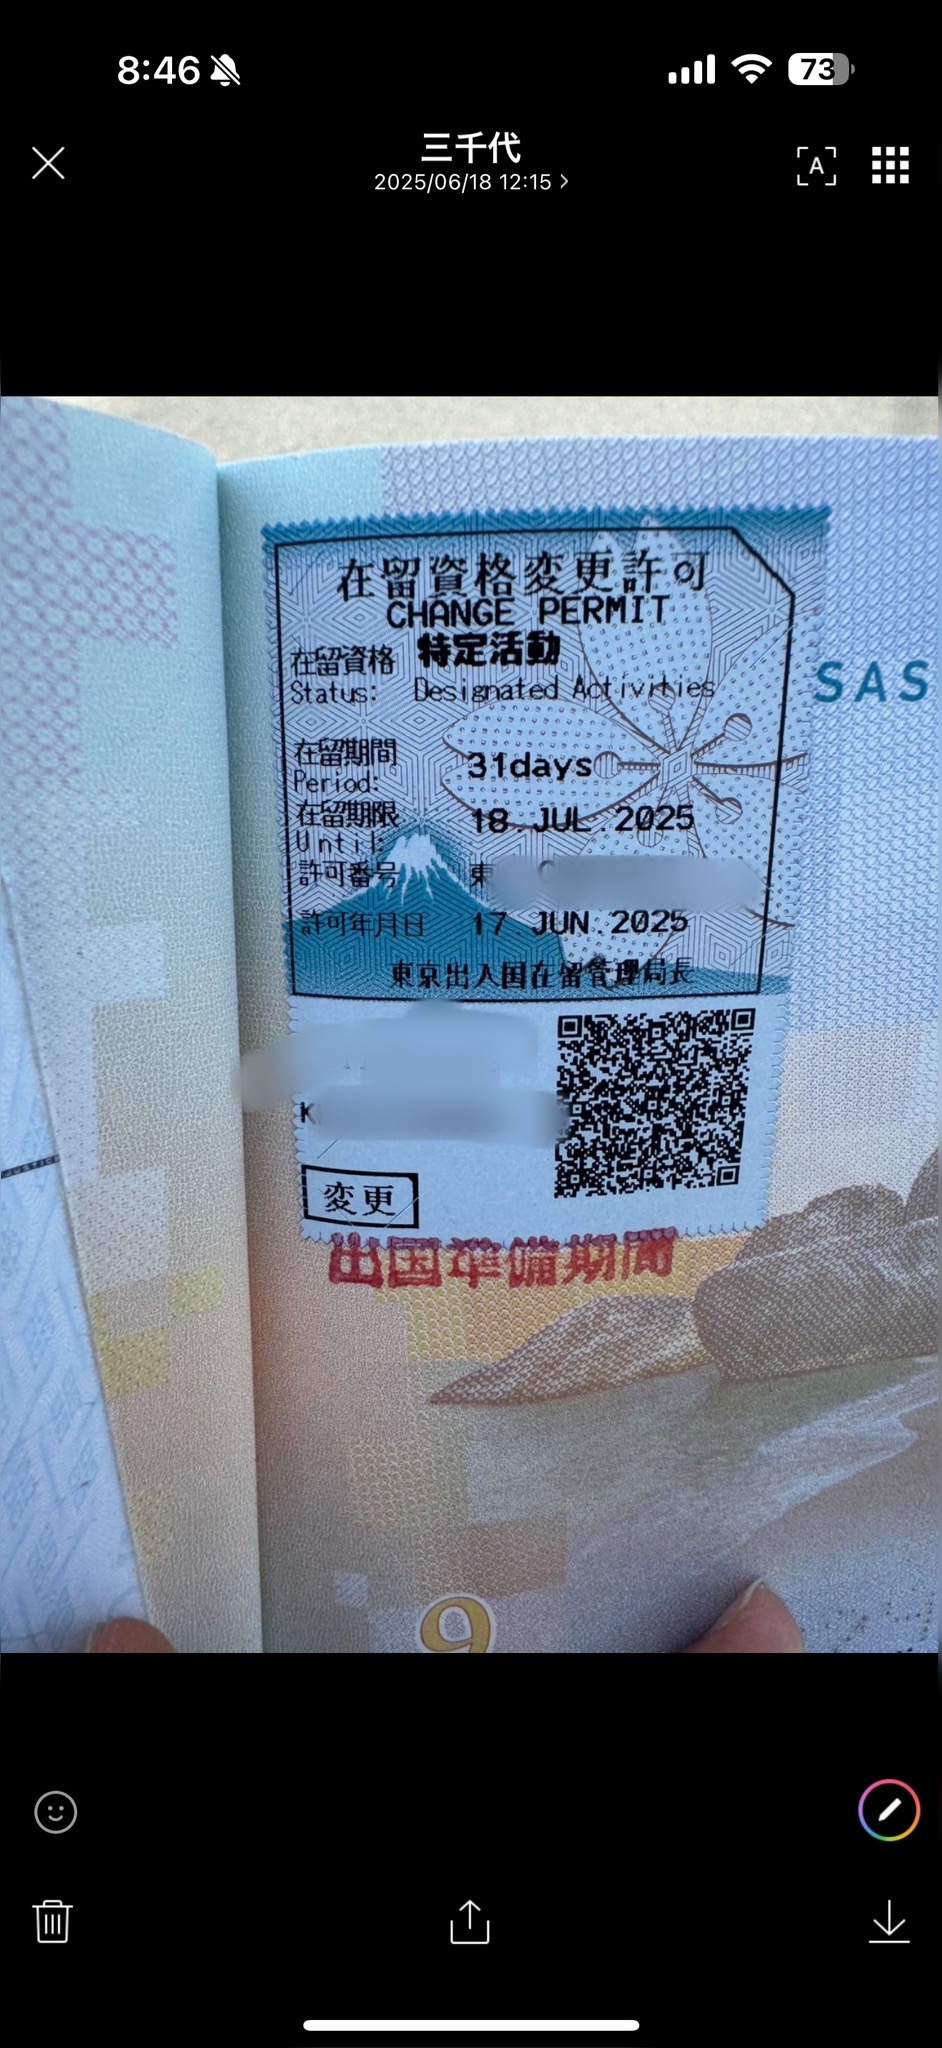 8:46
73
三千代
2025/06/18 12:15 >
A
在留資格変更許可
CHANGE PERMIT
在留資格 特定活動
Status: Designated Activities
SAS
在留期間
Period: 31days
在留期限
Until: 18 JUL.2025
許可番号 東
許可年月日 17 JUN.2025
東京出入国在留管理局長
K
変更
出国準備期間
JUSTICE
9